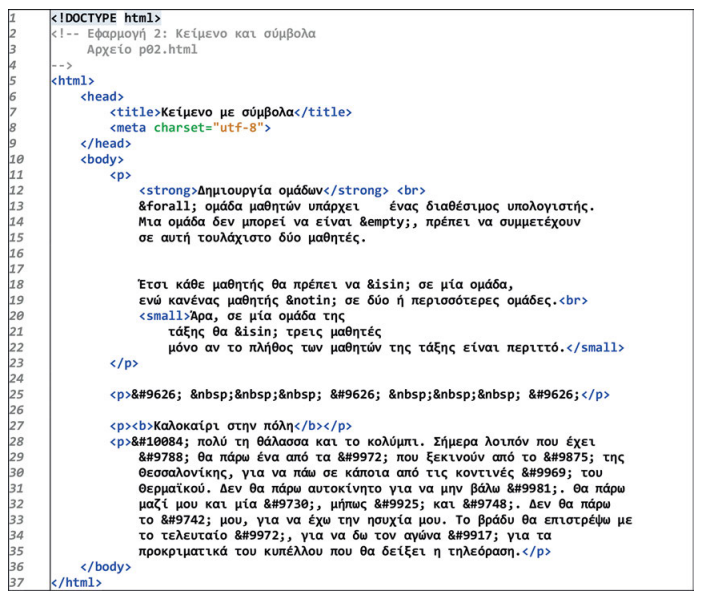 1 <!DOCTYPE html>
2 <!-- Εφαρμογή 2: Κείμενο και σύμβολα
3 Αρχείο p02.html
4 -->
5 <html>
6 <head>
7 <title>Κείμενο με σύμβολα</title>
8 <meta charset="utf-8">
9 </head>
10 <body>
11 <p>
12 <strong>Δημιουργία ομάδων</strong> <br>
13 &forall; ομάδα μαθητών υπάρχει    ένας διαθέσιμος υπολογιστής.
14 Μια ομάδα δεν μπορεί να είναι &empty;, πρέπει να συμμετέχουν
15 σε αυτή τουλάχιστο δύο μαθητές.
16
17
18 Έτσι κάθε μαθητής θα πρέπει να &isin; σε μία ομάδα,
19 ενώ κανένας μαθητής &notin; σε δύο ή περισσότερες ομάδες.<br>
20 <small>Άρα, σε μία ομάδα της
21 τάξης θα &isin; τρεις μαθητές
22 μόνο αν το πλήθος των μαθητών της τάξης είναι περιττό.</small>
23 </p>
24
25 <p>&#9626; &nbsp;&nbsp;&nbsp; &#9626; &nbsp;&nbsp;&nbsp; &#9626;</p>
26
27 <p><b>Καλοκαίρι στην πόλη</b></p>
28 <p>&#10084; πολύ τη θάλασσα και το κολύμπι. Σήμερα λοιπόν που έχει
29 &#9788; θα πάρω ένα από τα &#9972; που ξεκινούν από το &#9875; της
30 Θεσσαλονίκης, για να πάω σε κάποια από τις κοντινές &#9969; του
31 Θερμαϊκού. Δεν θα πάρω αυτοκίνητο για να μην βάλω &#9981;. Θα πάρω
32 μαζί μου και μία &#9730;, μήπως &#9925; και &#9748;. Δεν θα πάρω
33 το &#9742; μου, για να έχω την ησυχία μου. Το βράδυ θα επιστρέψω με
34 το τελευταίο &#9972;, για να δω τον αγώνα &#9917; για τα
35 προκριματικά του κυπέλλου που θα δείξει η τηλεόραση.</p>
36 </body>
37 </html>